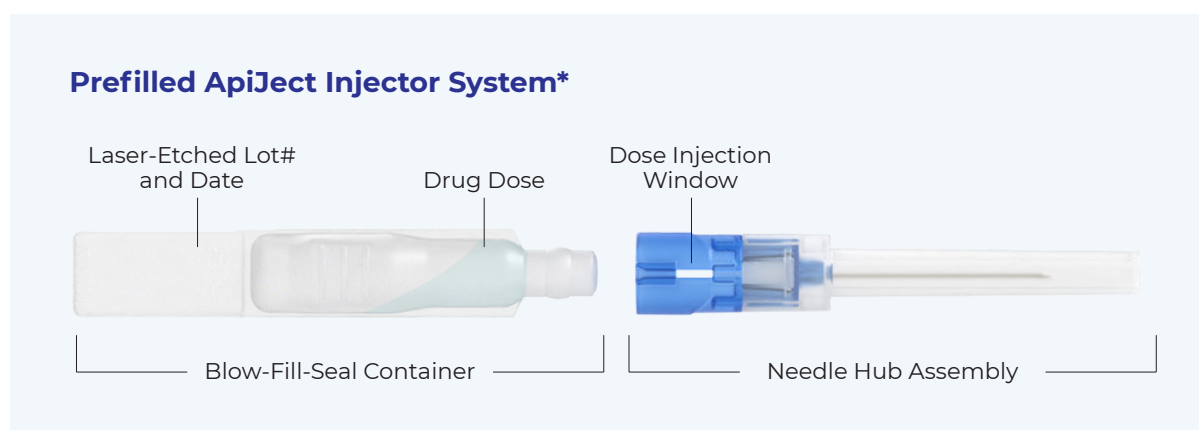 Prefilled ApiJect Injector System*
Laser-Etched Lot#
and Date
Drug Dose
Dose Injection
Window
Blow-Fill-Seal Container
Needle Hub Assembly